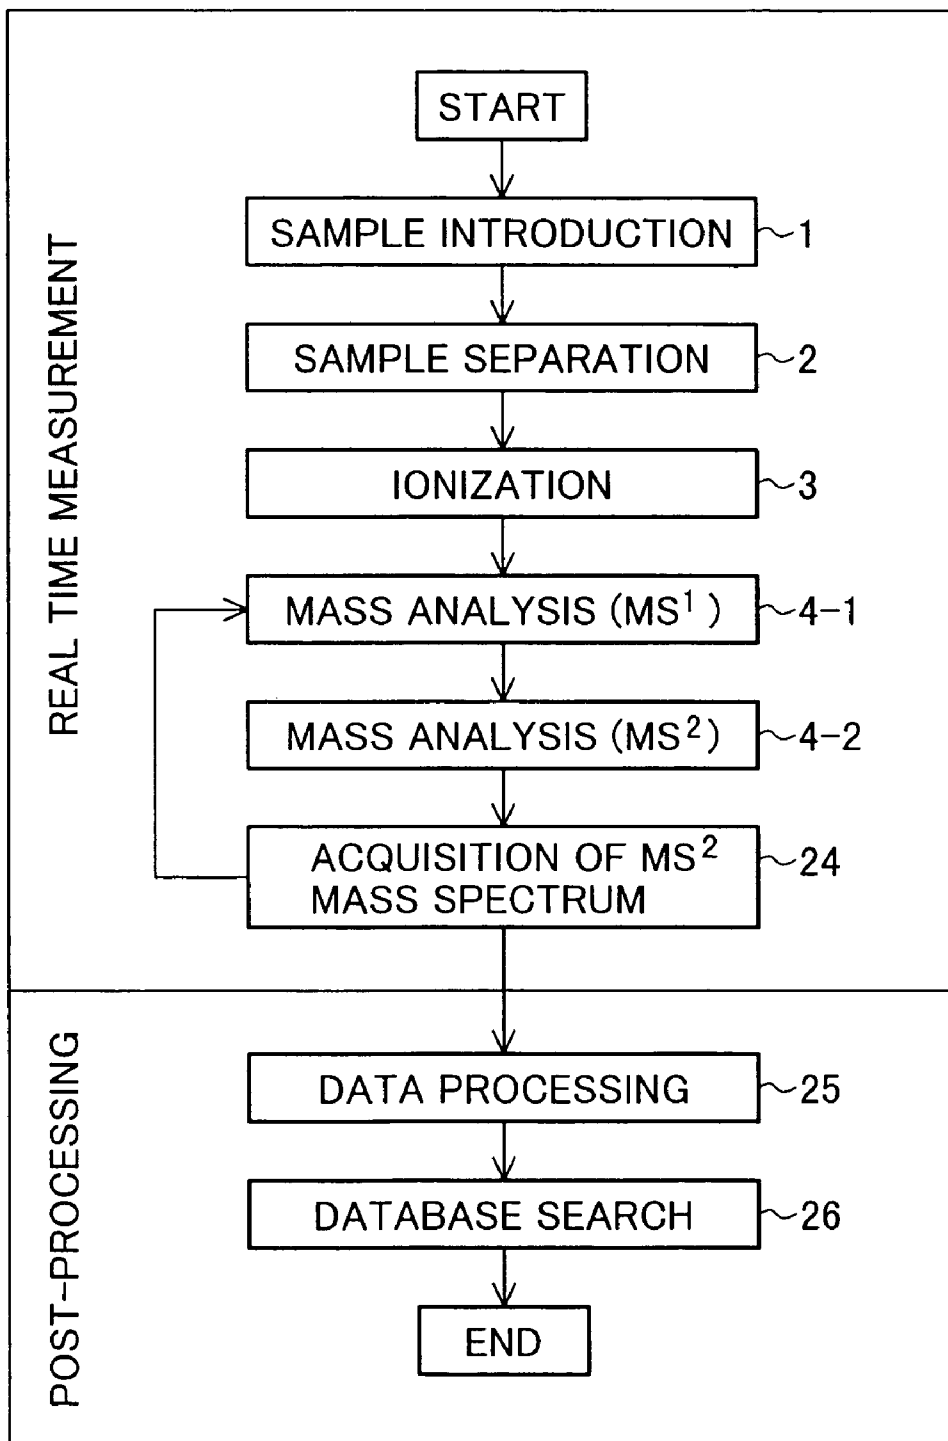 START
SAMPLE INTRODUCTION
1
SAMPLE SEPARATION
2
IONIZATION
3
MASS ANALYSIS (MS¹)
4-1
MASS ANALYSIS (MS²)
4-2
ACQUISITION OF MS²
MASS SPECTRUM
24
REAL TIME MEASUREMENT
DATA PROCESSING
25
DATABASE SEARCH
26
END
POST-PROCESSING